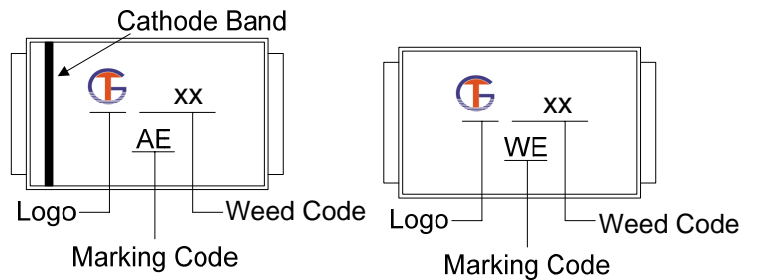 Cathode Band
xx
AE
Logo
Weed Code
Marking Code
xx
WE
Logo
Weed Code
Marking Code